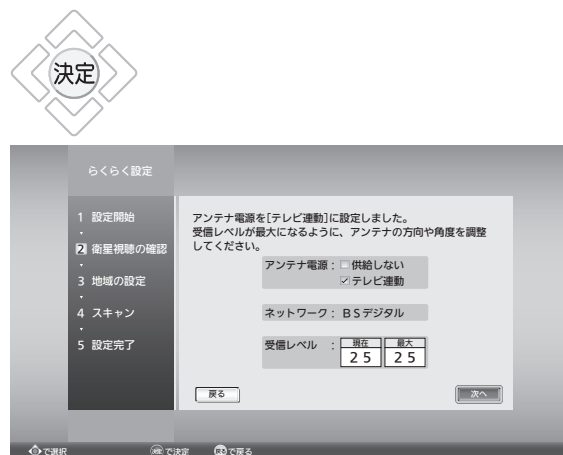 決定
らくらく設定
1 設定開始
2 衛星視聴の確認
3 地域の設定
4 スキャン
5 設定完了
アンテナ電源を[テレビ連動]に設定しました。
受信レベルが最大になるように、アンテナの方向や角度を調整
してください。
アンテナ電源： 供給しない
テレビ連動
ネットワーク： BSデジタル
受信レベル ： 現在 最大
25 25
戻る 次へ
で選択 決定 で決定 戻る で戻る